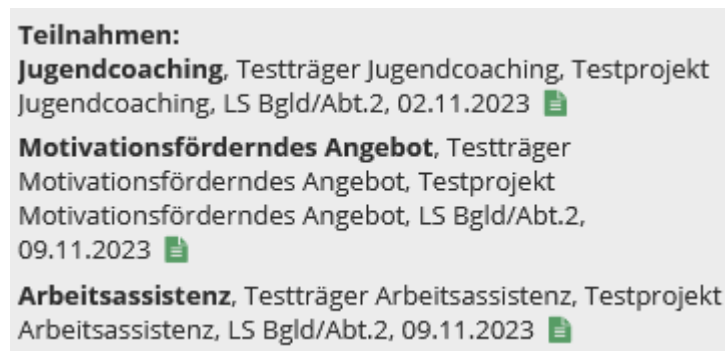 Teilnahmen:
Jugendcoaching, Testträger Jugendcoaching, Testprojekt
Jugendcoaching, LS Bgld/Abt.2, 02.11.2023
Motivationsförderndes Angebot, Testträger
Motivationsförderndes Angebot, Testprojekt
Motivationsförderndes Angebot, LS Bgld/Abt.2,
09.11.2023
Arbeitsassistenz, Testträger Arbeitsassistenz, Testprojekt
Arbeitsassistenz, LS Bgld/Abt.2, 09.11.2023